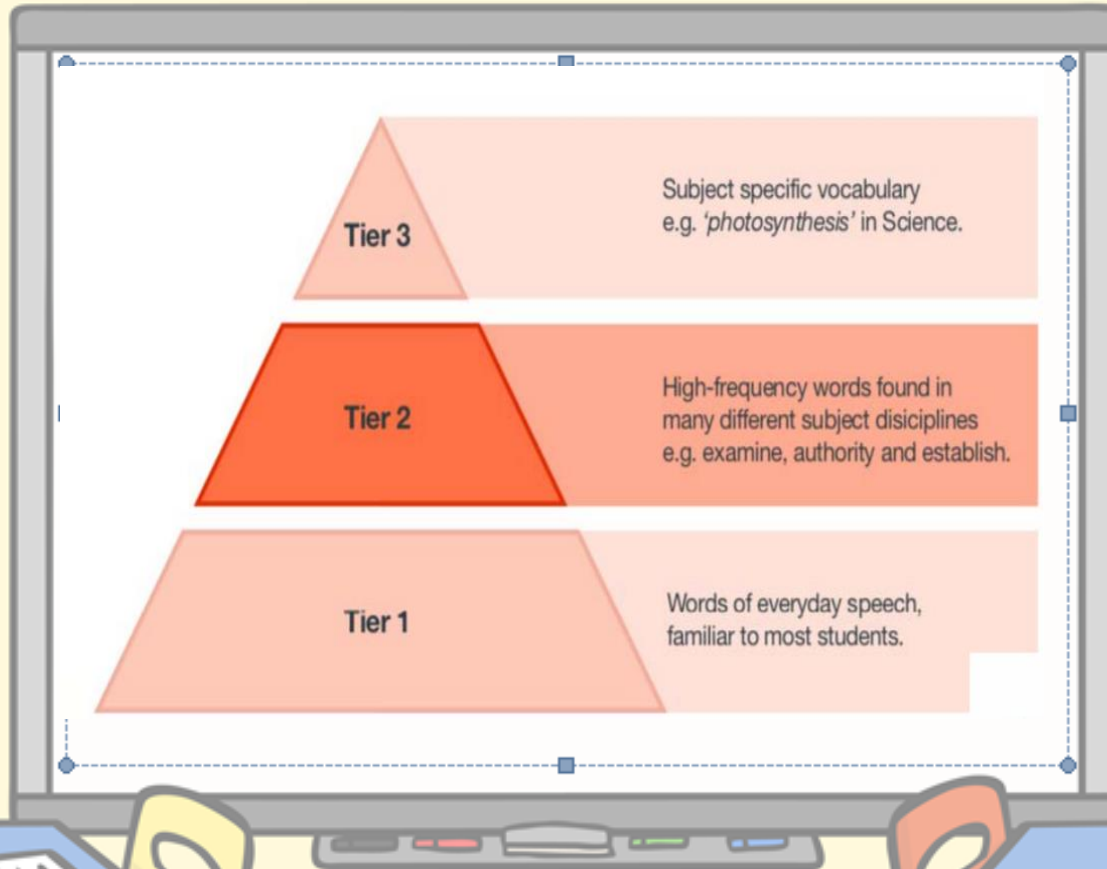 Tier 3
Subject specific vocabulary
e.g. ‘photosynthesis’ in Science.
Tier 2
High-frequency words found in
many different subject disiciplines
e.g. examine, authority and establish.
Tier 1
Words of everyday speech,
familiar to most students.